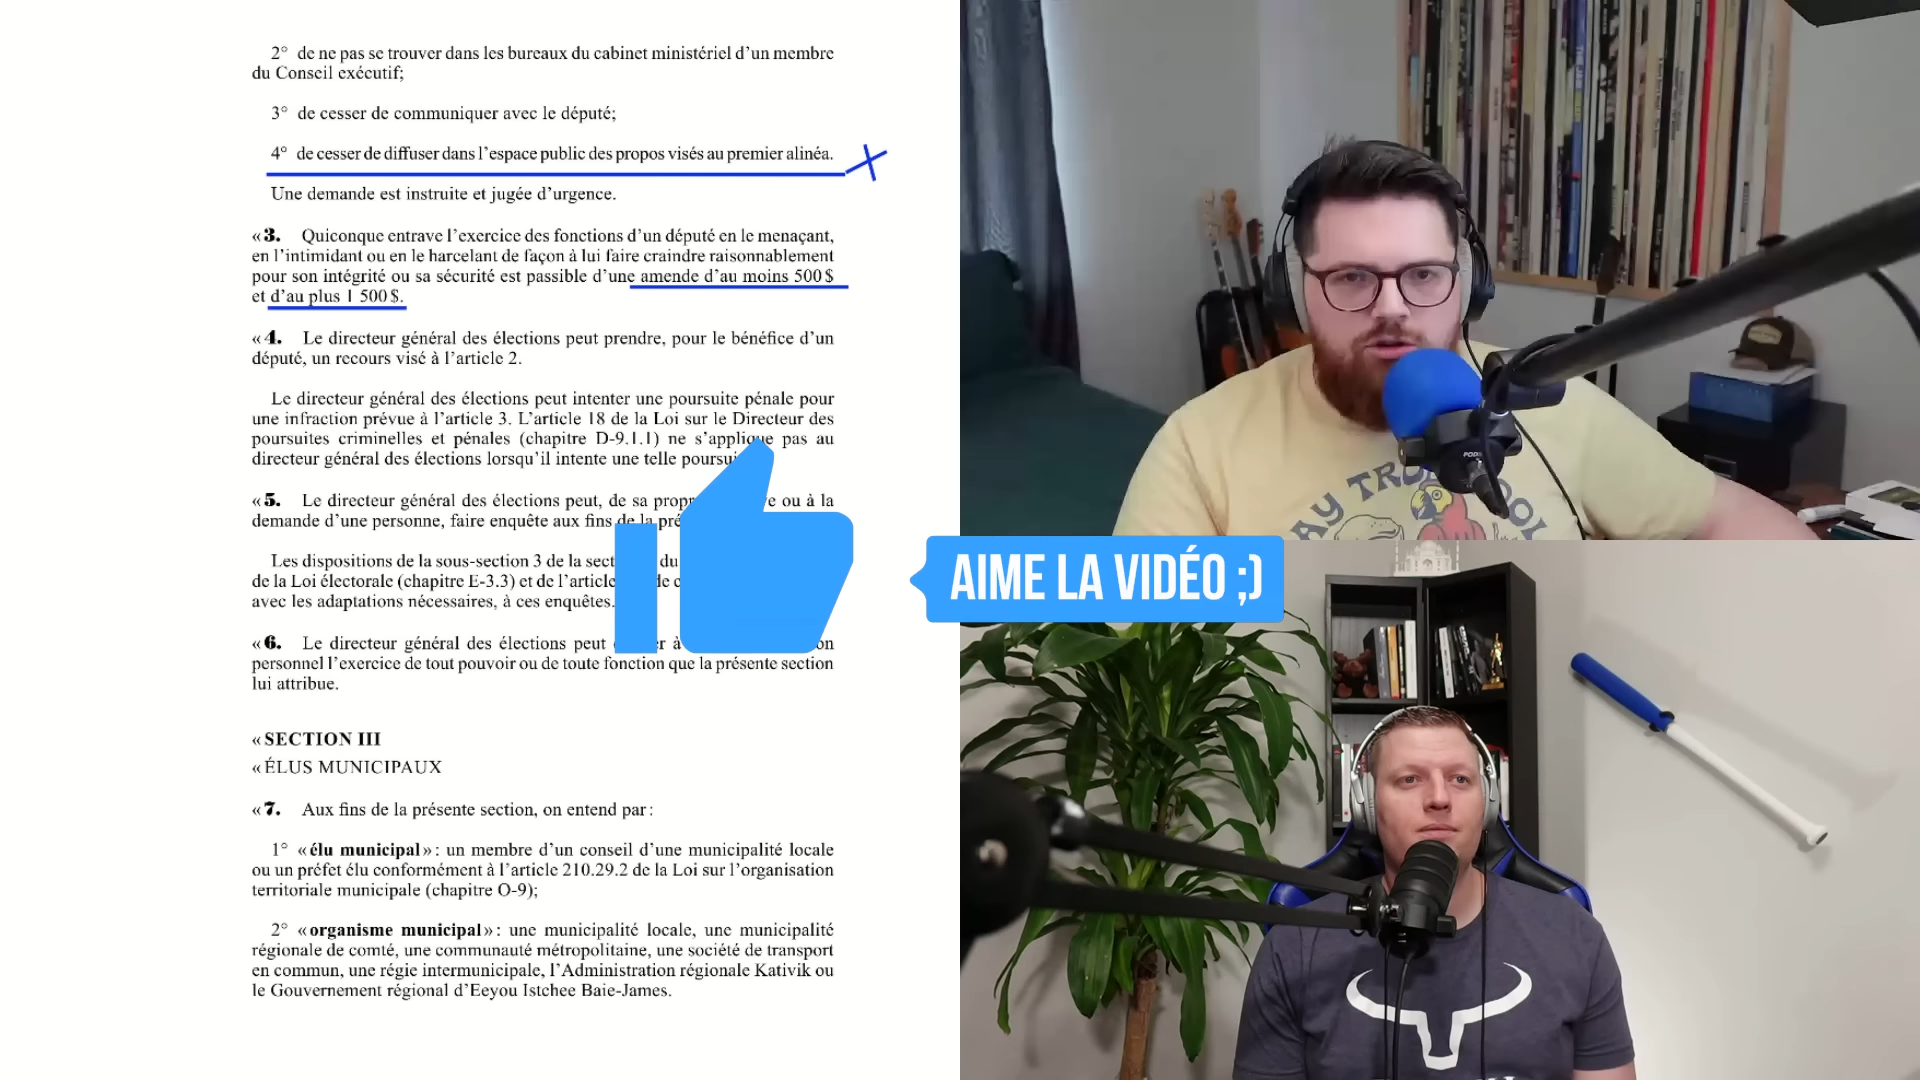 2° de ne pas se trouver dans les bureaux du cabinet ministériel d’un membre
du Conseil exécutif;
3° de cesser de communiquer avec le député;
4° de cesser de diffuser dans l’espace public des propos visés au premier alinéa.
Une demande est instruite et jugée d’urgence.
«3. Quiconque entrave l’exercice des fonctions d’un député en le menaçant,
en l’intimidant ou en le harcelant de façon à lui faire craindre raisonnablement
pour son intégrité ou sa sécurité est passible d’une amende d’au moins 500 $
et d’au plus 1 500 $.
«4. Le directeur général des élections peut prendre, pour le bénéfice d’un
député, un recours visé à l’article 2.
Le directeur général des élections peut intenter une poursuite pénale pour
une infraction prévue à l’article 3. L’article 18 de la Loi sur le Directeur des
poursuites criminelles et pénales (chapitre D-9.1.1) ne s’applique pas au
directeur général des élections lorsqu’il intente une telle
«5. Le directeur général des élections peut, de sa ou à la
demande d’une personne, faire enquête aux fins de la
Les dispositions de la sous-section 3 de la du
de la Loi électorale (chapitre E-3.3) et de l’article
avec les adaptations nécessaires, à ces enquêtes.
«6. Le directeur général des élections peut
personnel l’exercice de tout pouvoir ou de toute fonction que la présente section
lui attribue.
«SECTION III
«ÉLUS MUNICIPAUX
«7. Aux fins de la présente section, on entend par :
1° «élu municipal» : un membre d’un conseil d’une municipalité locale
ou un préfet élu conformément à l’article 210.29.2 de la Loi sur l’organisation
territoriale municipale (chapitre O-9);
2° «organisme municipal» : une municipalité locale, une municipalité
régionale de comté, une communauté métropolitaine, une société de transport
en commun, une régie intermunicipale, l’Administration régionale Kativik ou
le Gouvernement régional d’Eeyou Istchee Baie-James.
AIME LA VIDÉO ;)